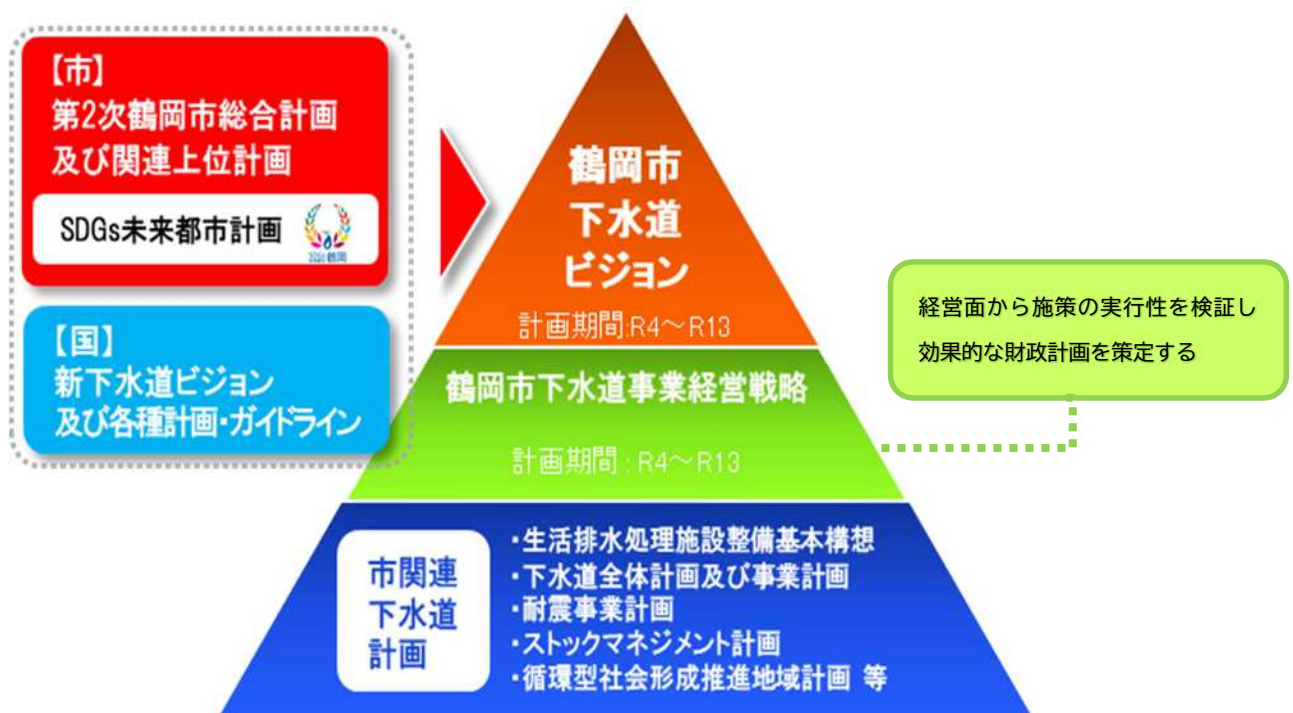 【市】
第2次鶴岡市総合計画
及び関連上位計画
SDGs未来都市計画
【国】
新下水道ビジョン
及び各種計画・ガイドライン
鶴岡市
下水道
ビジョン
計画期間:R4～R13
鶴岡市下水道事業経営戦略
計画期間：R4～R13
経営面から施策の実行性を検証し
効果的な財政計画を策定する
市関連
下水道
計画
・生活排水処理施設整備基本構想
・下水道全体計画及び事業計画
・耐震事業計画
・ストックマネジメント計画
・循環型社会形成推進地域計画 等